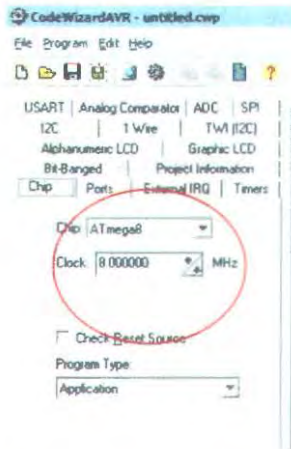 CodeWizardAVR - untitled.cwp
File Program Edit Help
USART Analog Comparator ADC SPI
I2C 1 Wire TWI (I2C)
Alphanumeric LCD Graphic LCD
Bit-Banged Project Information
Chip Ports External IRQ Timers
Chip: ATmega8
Clock: 8.000000 MHz
Check Reset Source
Program Type:
Application